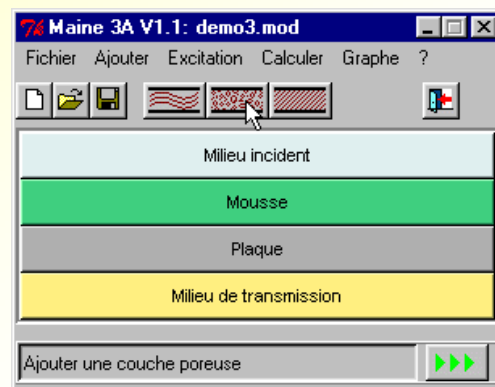 Maine 3A V1.1: demo3.mod
Fichier Ajouter Excitation Calculer Graphe ?
Milieu incident
Mousse
Plaque
Milieu de transmission
Ajouter une couche poreuse